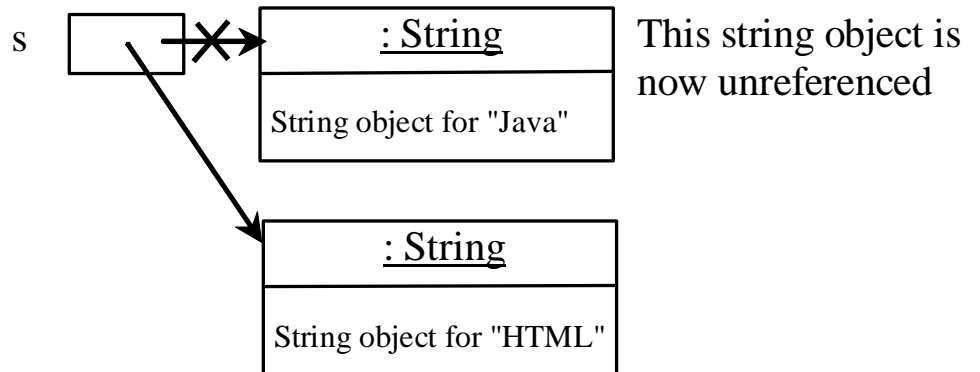 s
: String
This string object is
now unreferenced
String object for "Java"
: String
String object for "HTML"